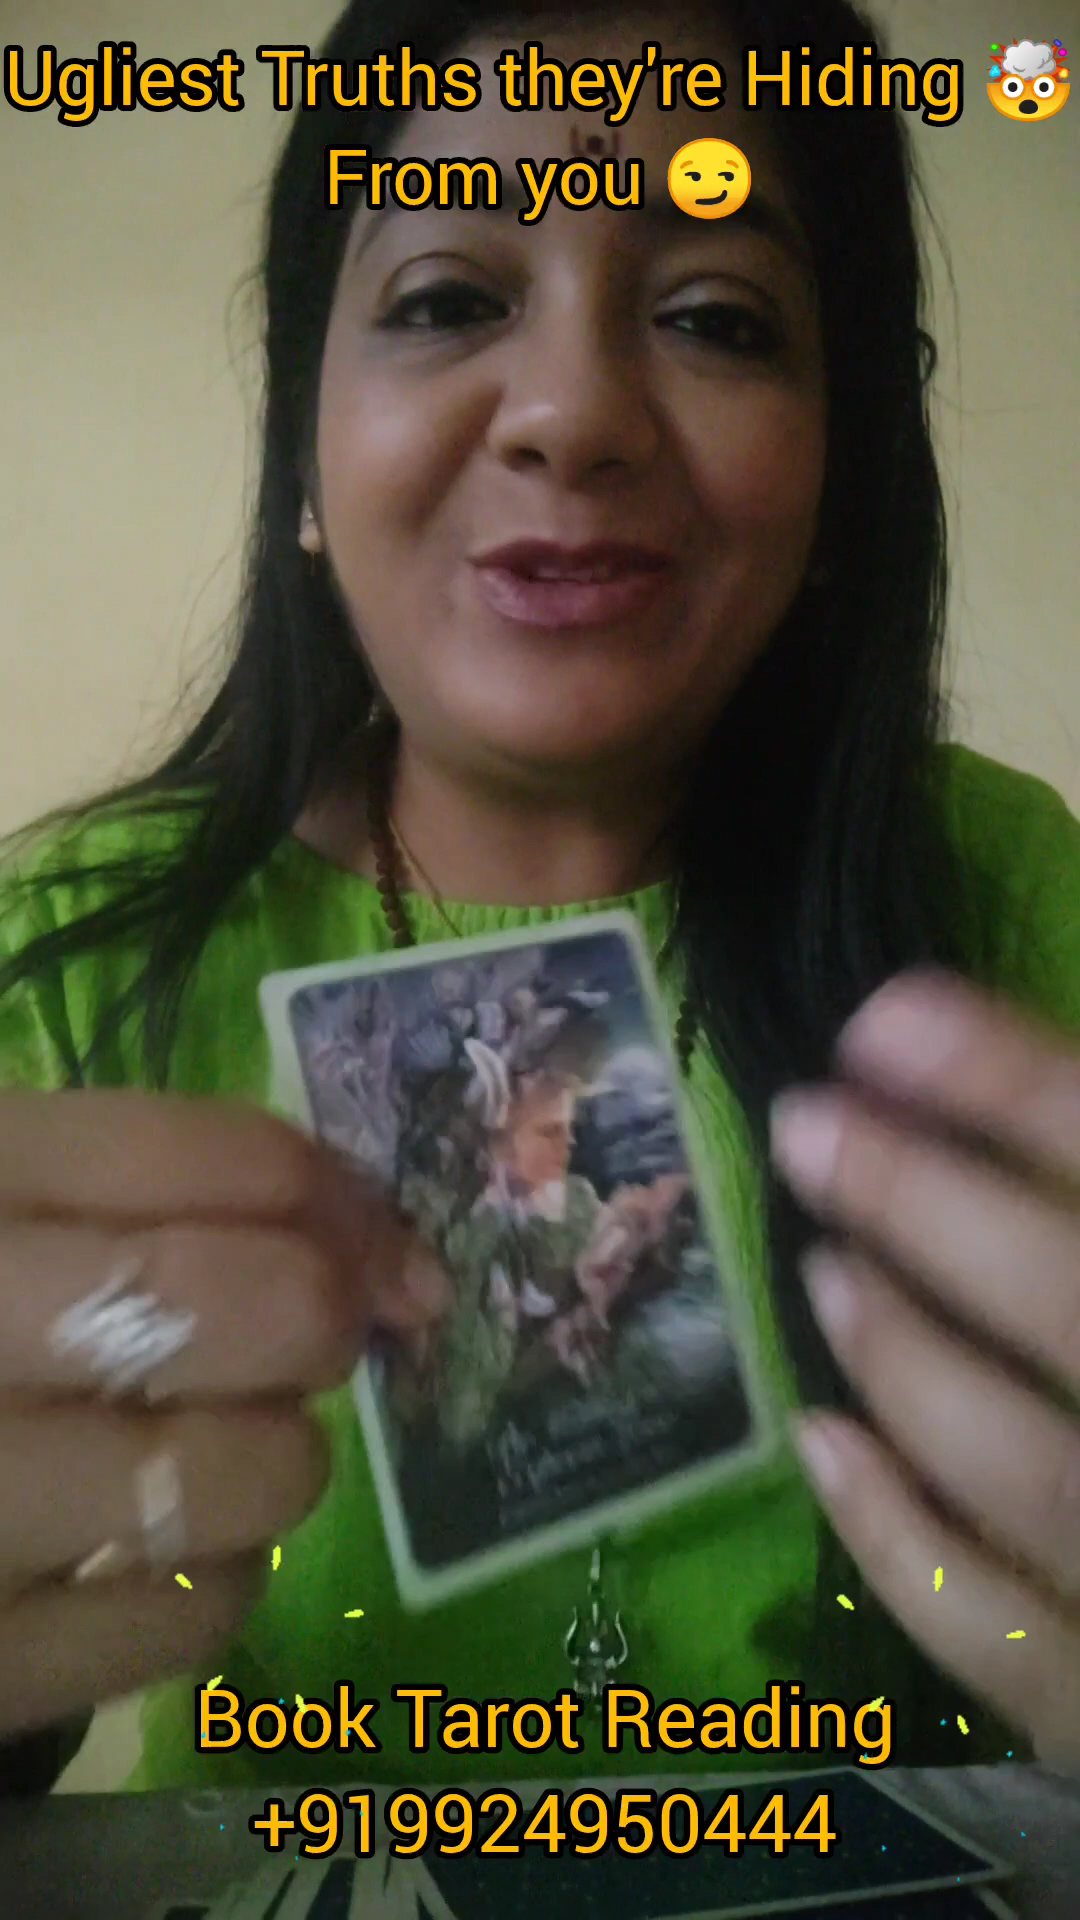 Ugliest Truths they're Hiding 🤯
From you 😏
Book Tarot Reading
+919924950444